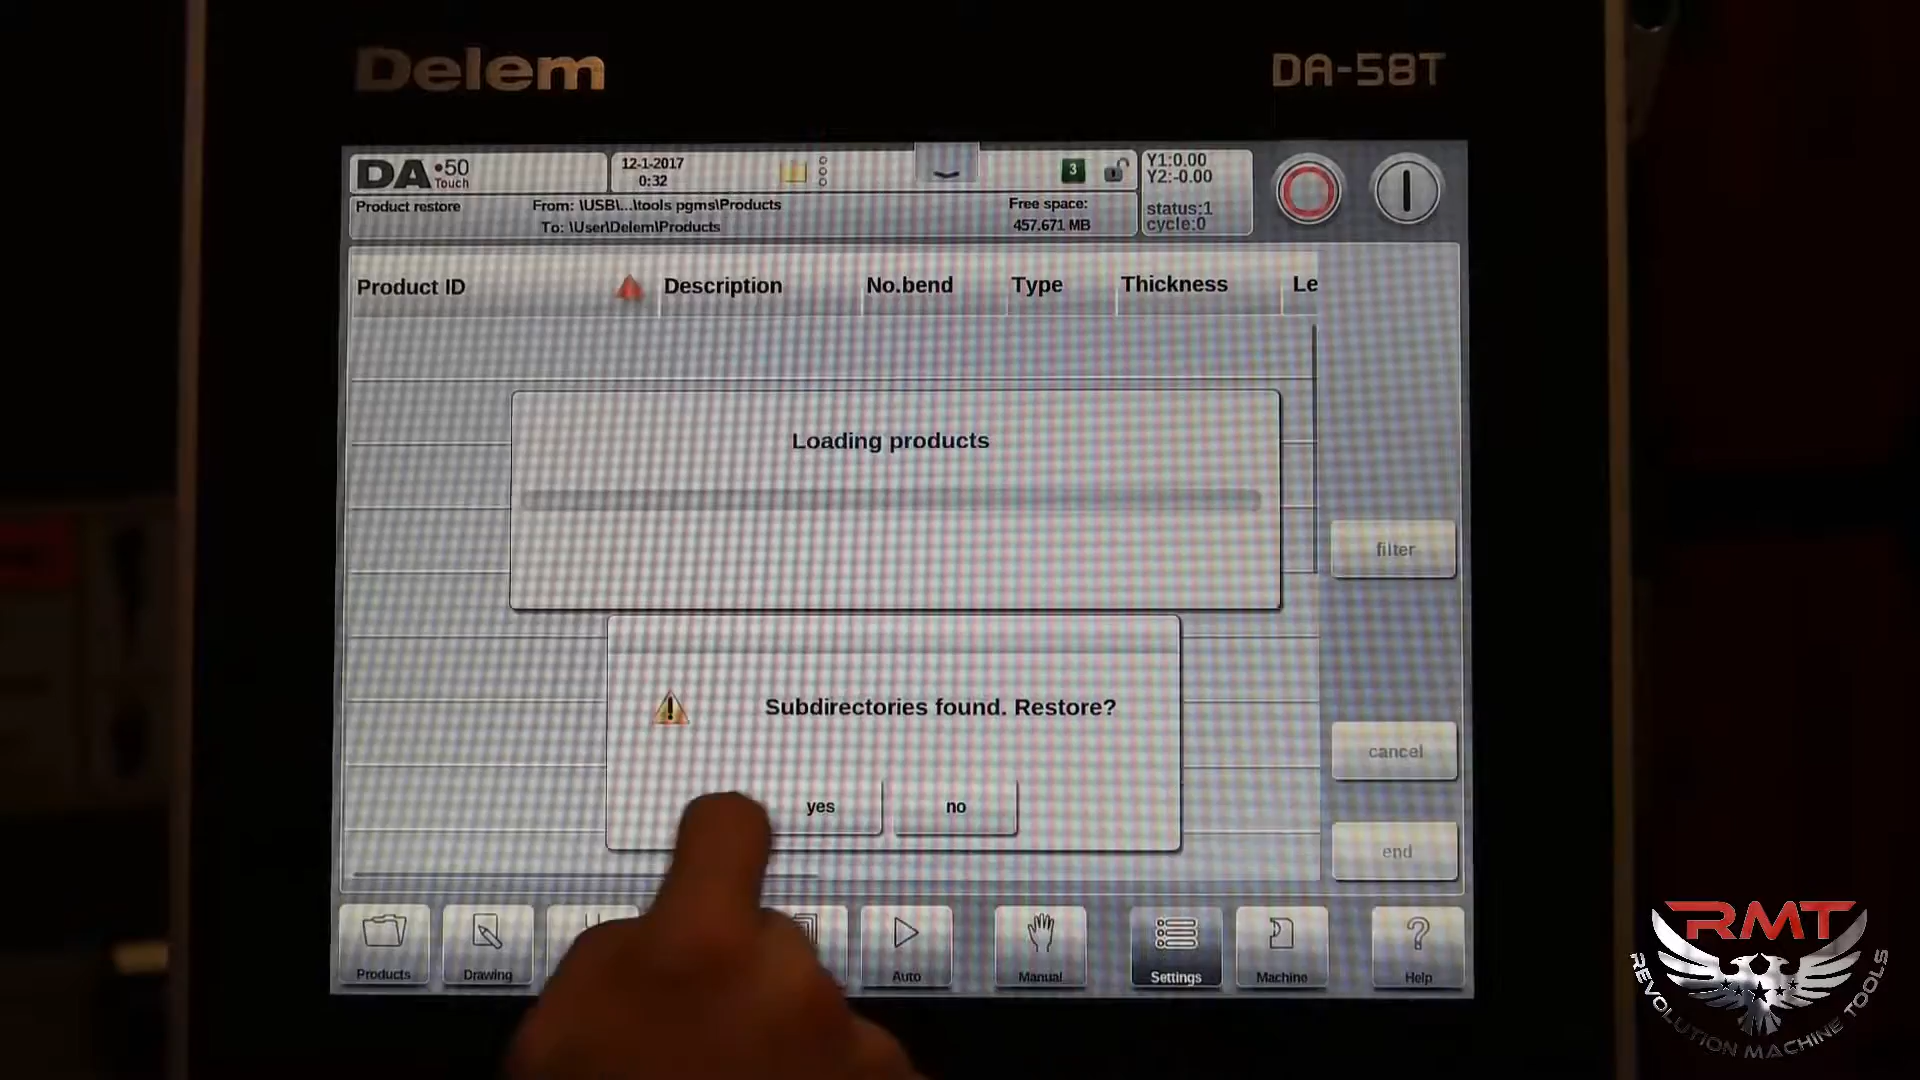 Delem
DA-58T
DA•50
Touch
12-1-2017
0:32
3
Y1:0.00
Y2:-0.00
status:1
cycle:0
Product restore
From: \USB\...\tools pgms\Products
To: \User\Delem\Products
Free space:
457.671 MB
Product ID
Description
No.bend
Type
Thickness
Le
Loading products
filter
Subdirectories found. Restore?
yes
no
cancel
end
Products
Drawing
Auto
Manual
Settings
Machine
Help
RMT
REVOLUTION MACHINE TOOLS